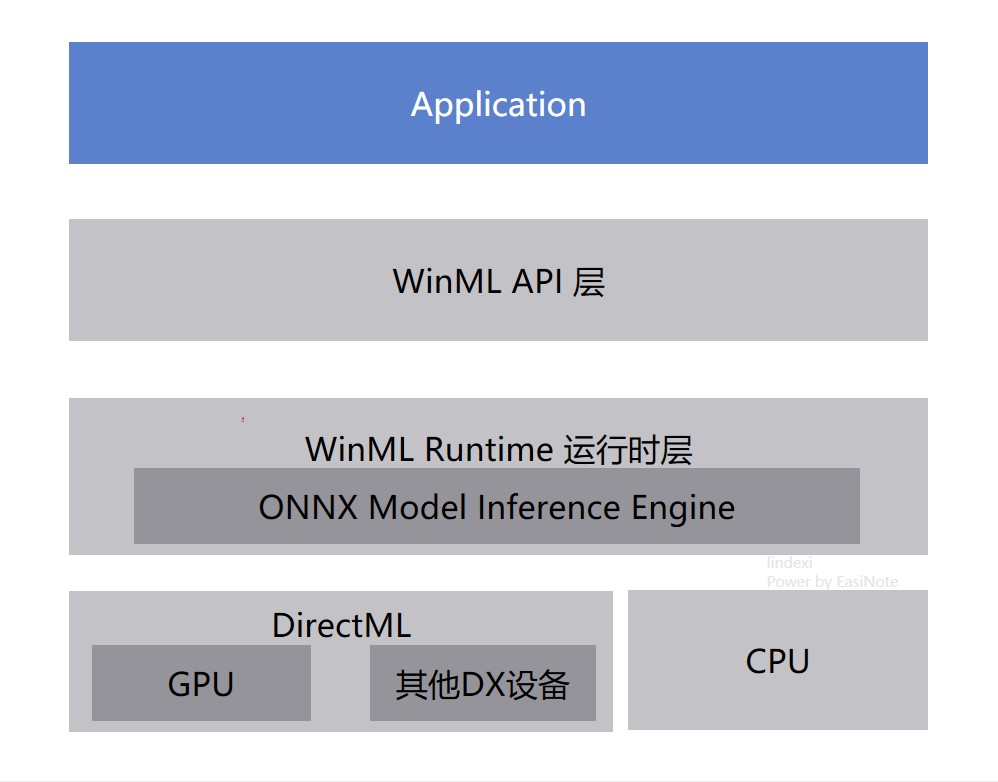 Application
WinML API 层
WinML Runtime 运行时层
ONNX Model Inference Engine
lindexi
Power by EasiNote
DirectML
GPU
其他DX设备
CPU